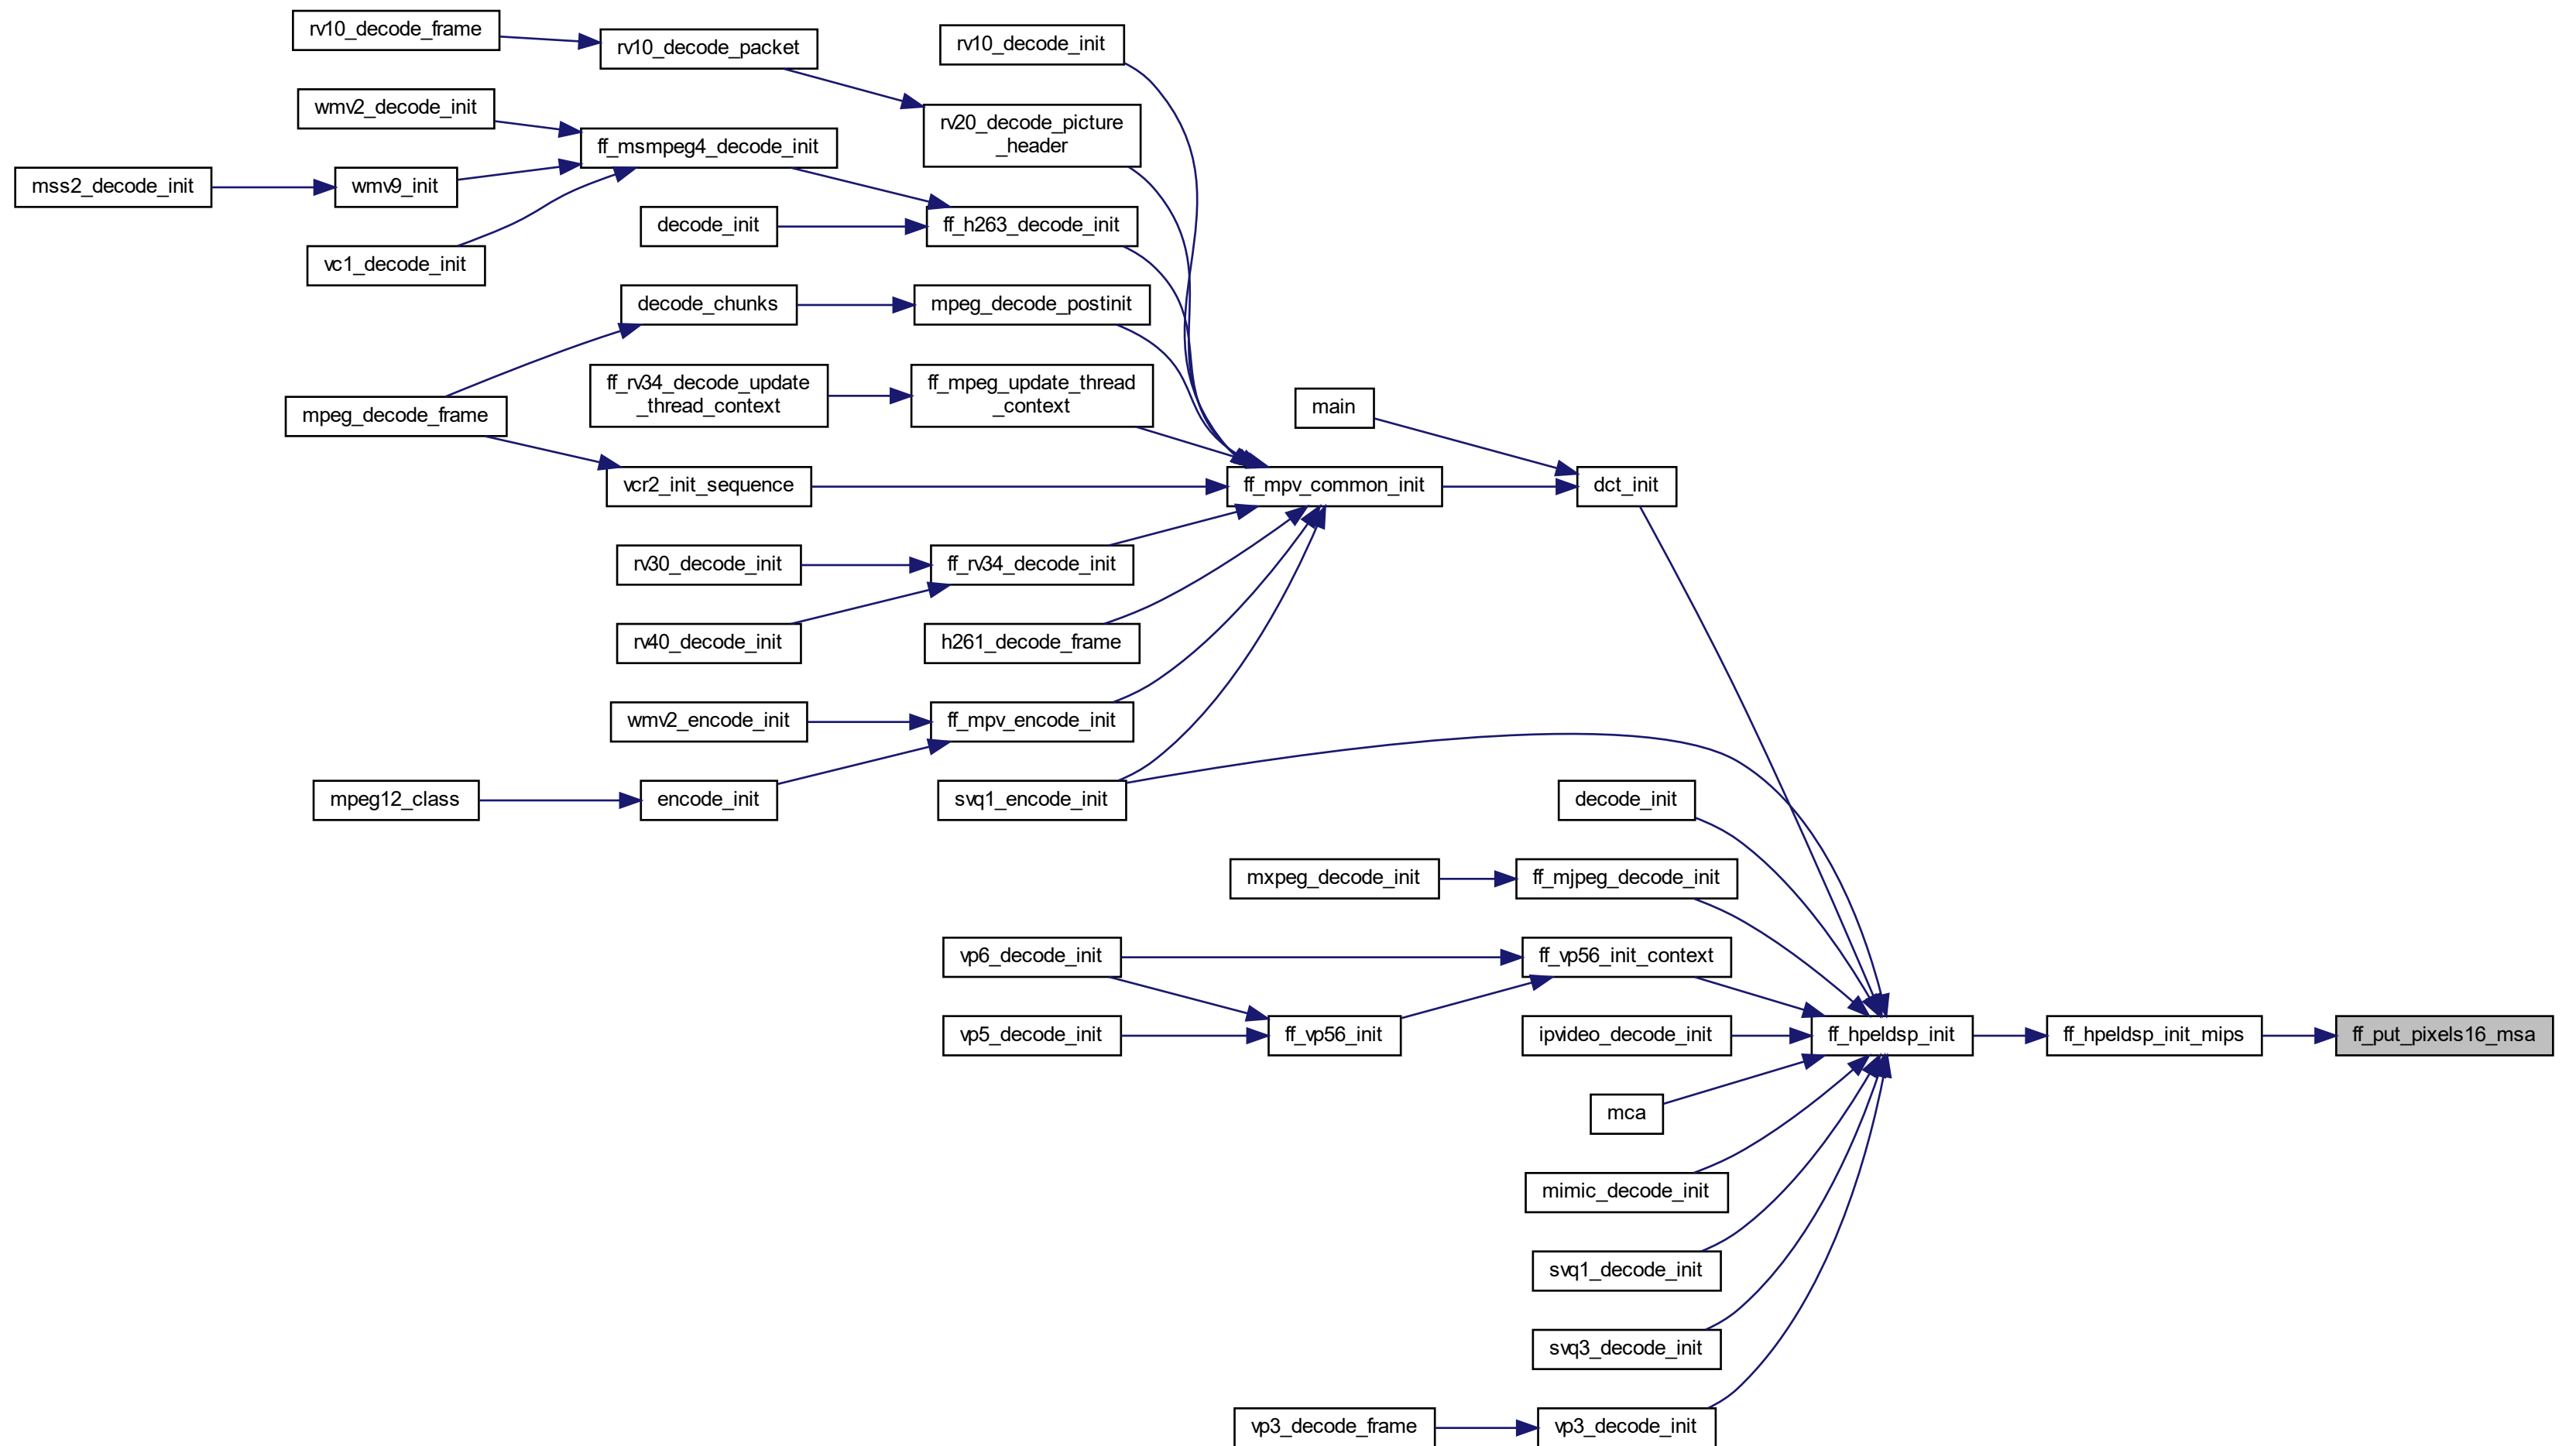 rv10_decode_frame
rv10_decode_packet
rv10_decode_init
wmv2_decode_init
rv20_decode_picture
_header
ff_msmpeg4_decode_init
mss2_decode_init
wmv9_init
decode_init
ff_h263_decode_init
vc1_decode_init
decode_chunks
mpeg_decode_postinit
ff_rv34_decode_update
_thread_context
ff_mpeg_update_thread
_context
main
mpeg_decode_frame
vcr2_init_sequence
ff_mpv_common_init
dct_init
rv30_decode_init
ff_rv34_decode_init
rv40_decode_init
h261_decode_frame
wmv2_encode_init
ff_mpv_encode_init
mpeg12_class
encode_init
svq1_encode_init
decode_init
mxpeg_decode_init
ff_mjpeg_decode_init
vp6_decode_init
ff_vp56_init_context
vp5_decode_init
ff_vp56_init
ipvideo_decode_init
ff_hpeldsp_init
ff_hpeldsp_init_mips
ff_put_pixels16_msa
mca
mimic_decode_init
svq1_decode_init
svq3_decode_init
vp3_decode_frame
vp3_decode_init